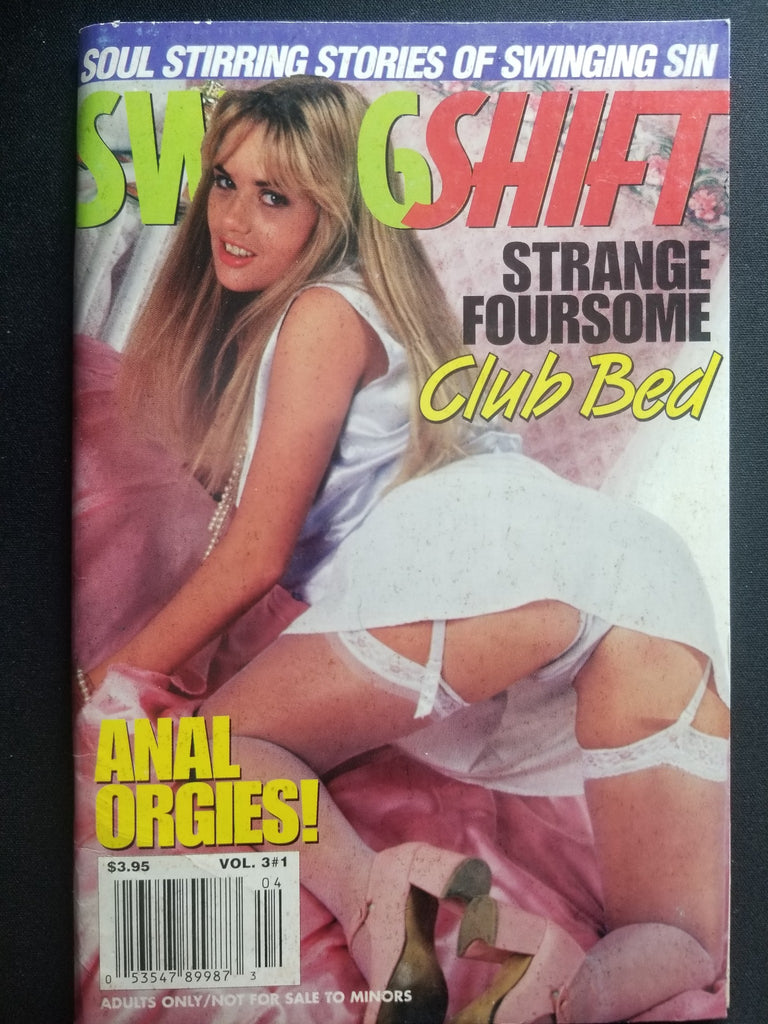 SOUL STIRRING STORIES OF SWINGING SIN
SW GSHIFT
STRANGE
FOURSOME
Club Bed
ANAL
ORGIES!
$3.95 VOL. 3#1
04
0 53547 89987 3
ADULTS ONLY/NOT FOR SALE TO MINORS